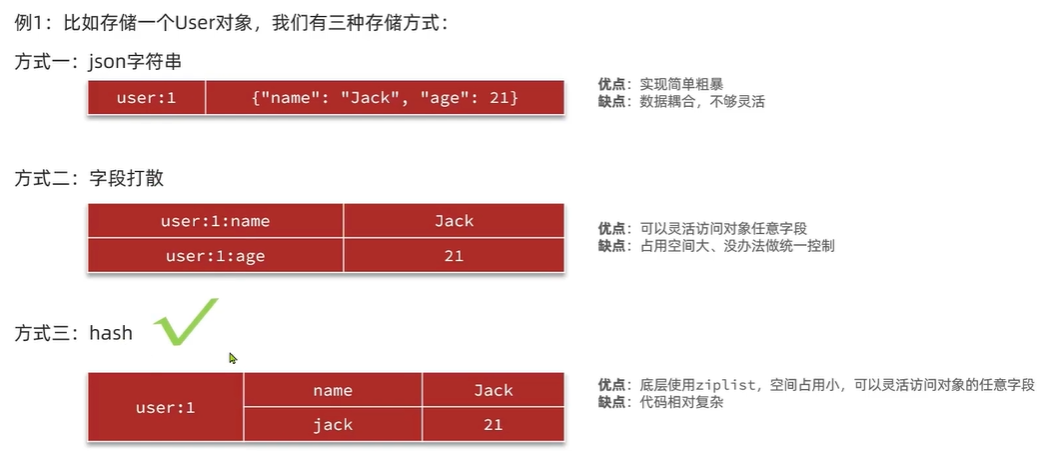 例1：比如存储一个User对象，我们有三种存储方式：
方式一：json字符串
user:1 {"name": "Jack", "age": 21}
优点：实现简单粗暴
缺点：数据耦合，不够灵活
方式二：字段打散
user:1:name Jack
user:1:age 21
优点：可以灵活访问对象任意字段
缺点：占用空间大、没办法做统一控制
方式三：hash
user:1
name Jack
jack 21
优点：底层使用ziplist，空间占用小，可以灵活访问对象的任意字段
缺点：代码相对复杂